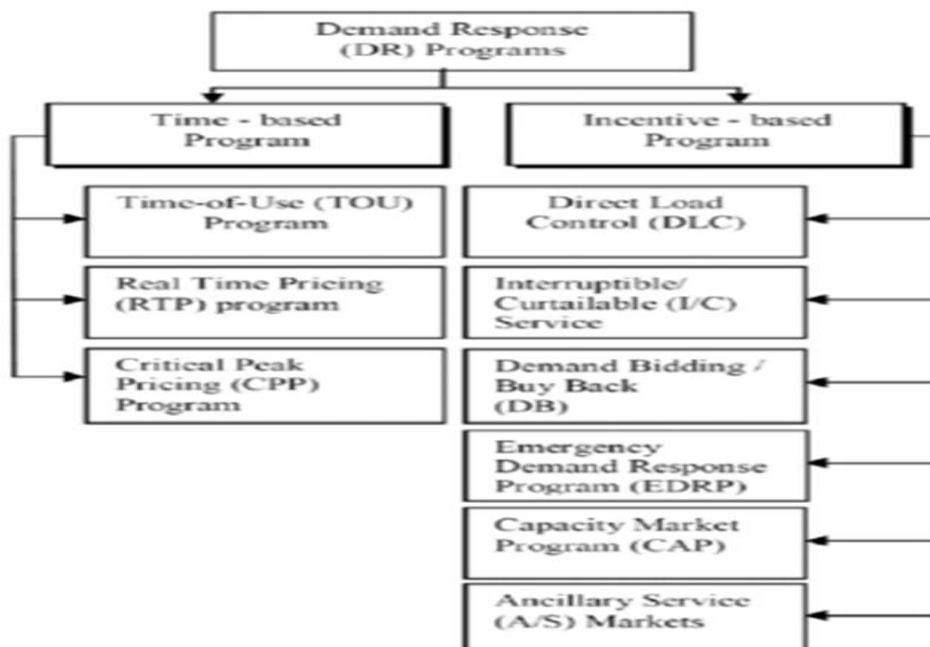 Demand Response
(DR) Programs
Time - based
Program
Incentive - based
Program
Time-of-Use (TOU)
Program
Real Time Pricing
(RTP) program
Critical Peak
Pricing (CPP)
Program
Direct Load
Control (DLC)
Interruptible/
Curtailable (I/C)
Service
Demand Bidding /
Buy Back
(DB)
Emergency
Demand Response
Program (EDRP)
Capacity Market
Program (CAP)
Ancillary Service
(A/S) Markets